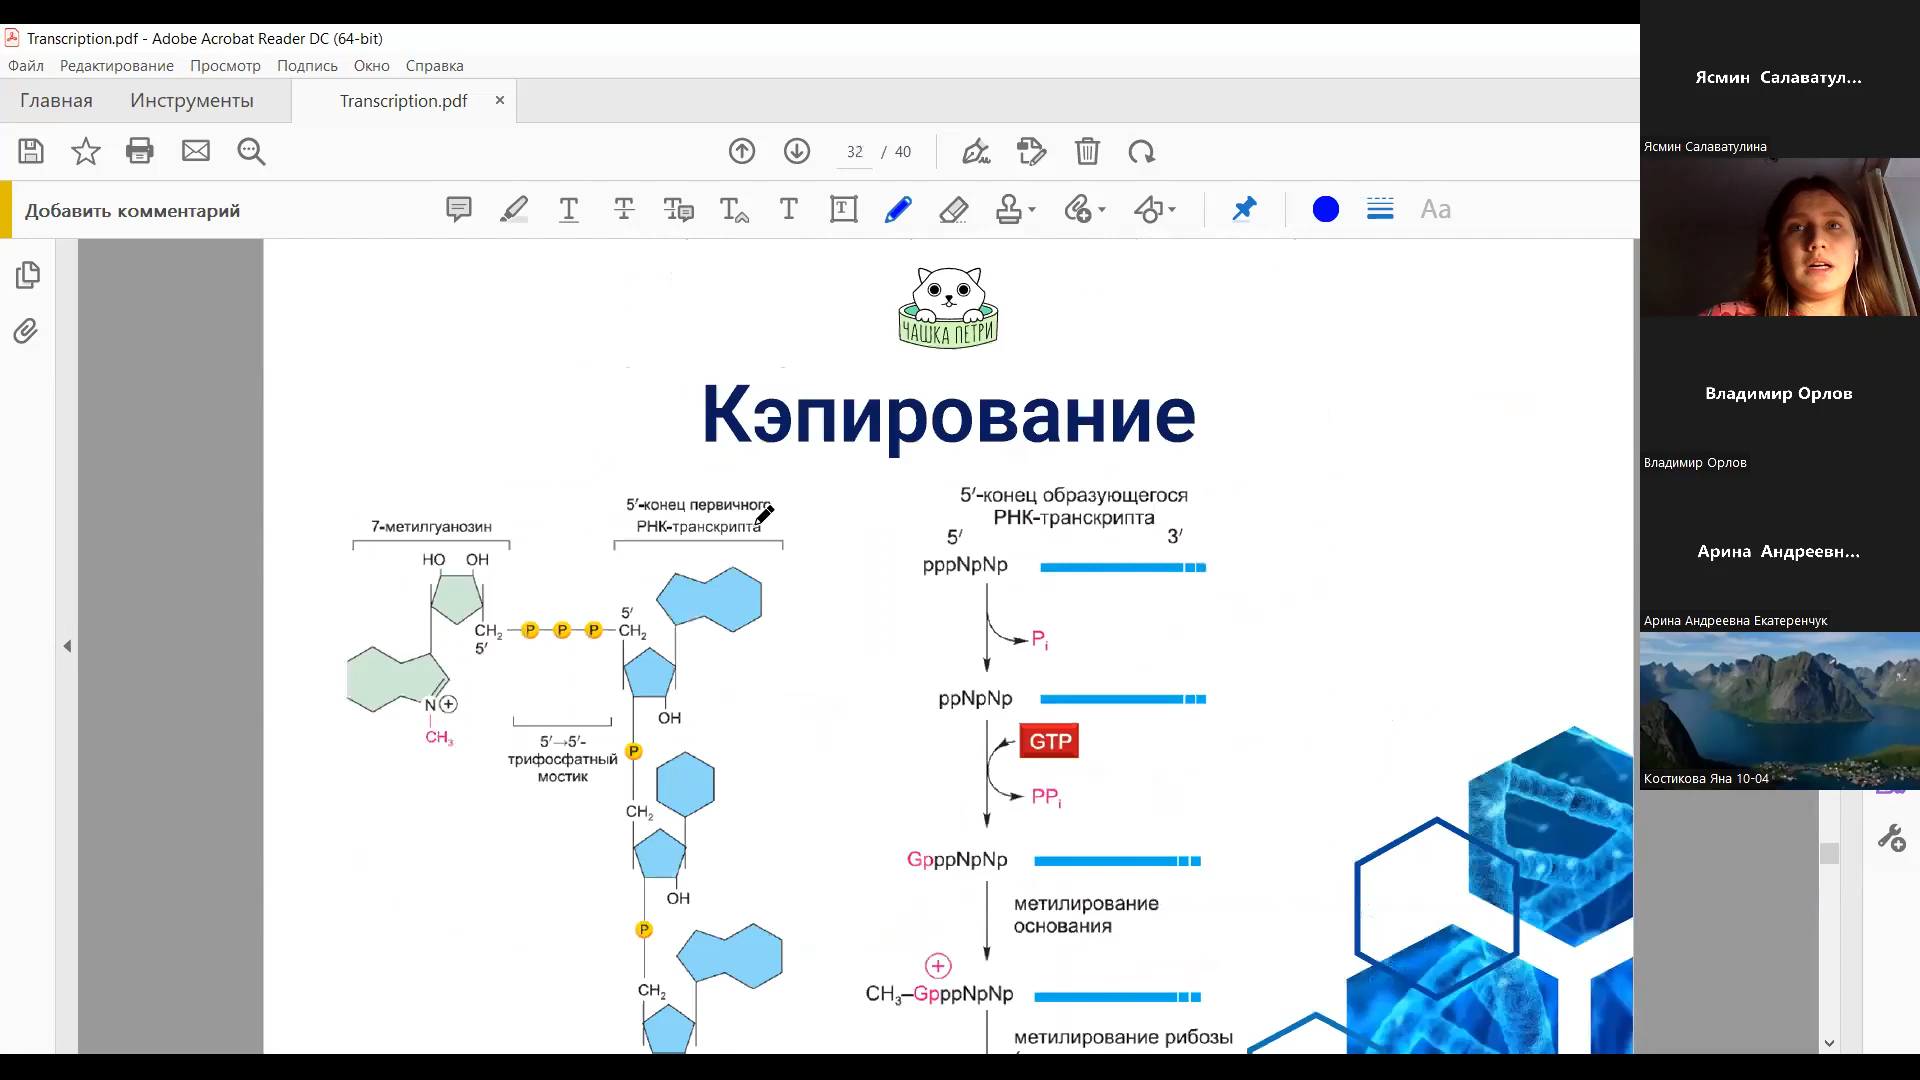 Transcription.pdf - Adobe Acrobat Reader DC (64-bit)
Файл Редактирование Просмотр Подпись Окно Справка
Главная Инструменты Transcription.pdf ×
32 / 40
Добавить комментарий
Aa
ЧАШКА ПЕТРИ
Кэпирование
7-метилгуанозин
5′-конец первичного
РНК-транскрипта
HO OH
CH2
5′
P P P
5′
CH2
N +
CH3
OH
5′→5′-
трифосфатный
мостик
P
CH2
OH
P
CH2
5′-конец образующегося
РНК-транскрипта
5′ 3′
pppNpNp
Pi
ppNpNp
GTP
PPi
GpppNpNp
метилирование
основания
+
CH3–GpppNpNp
метилирование рибозы
Ясмин Салаватул...
Ясмин Салаватулина
Владимир Орлов
Владимир Орлов
Арина Андреевн...
Арина Андреевна Екатеренчук
Костикова Яна 10-04